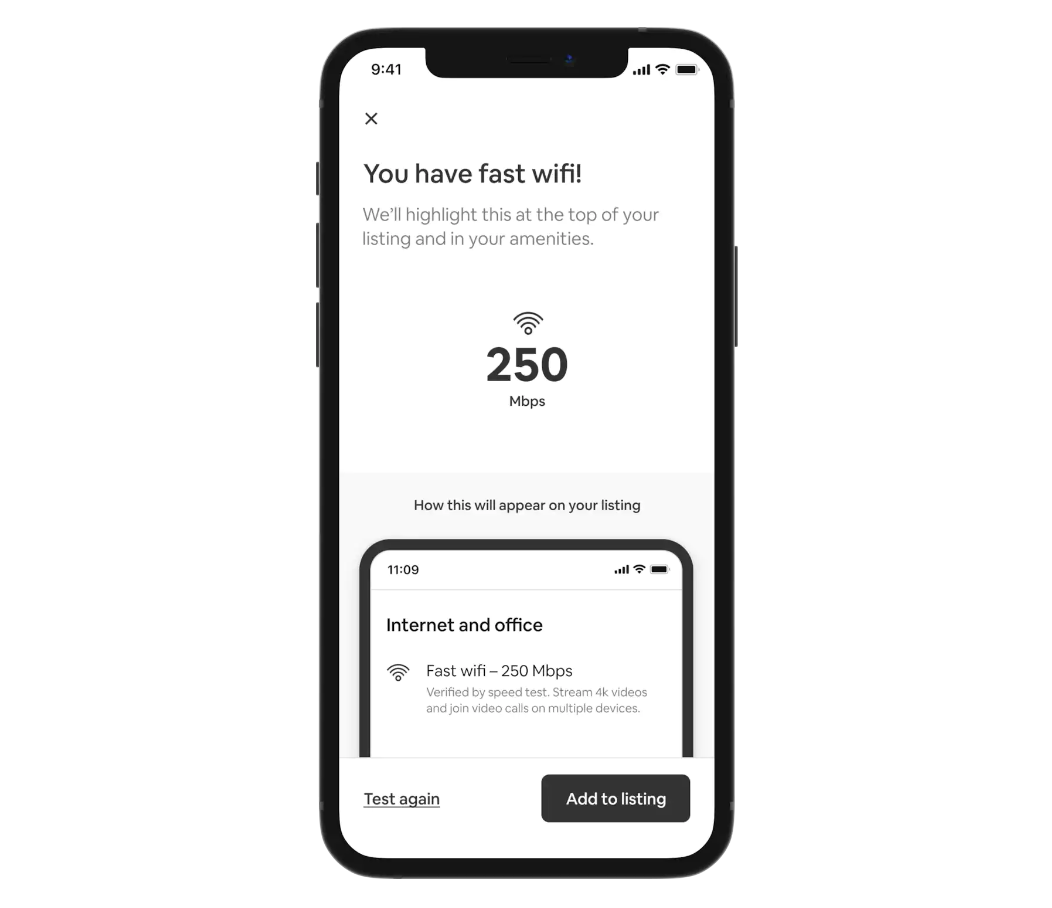 9:41
You have fast wifi!
We’ll highlight this at the top of your
listing and in your amenities.
250
Mbps
How this will appear on your listing
11:09
Internet and office
Fast wifi – 250 Mbps
Verified by speed test. Stream 4k videos
and join video calls on multiple devices.
Test again
Add to listing